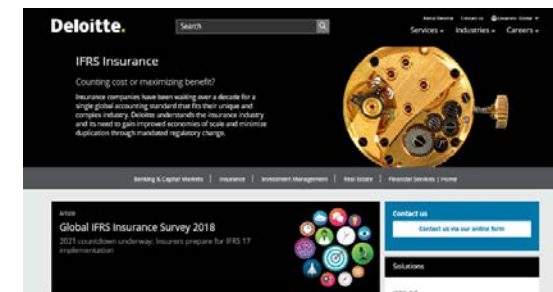 Deloitte.
Search
About Deloitte Contact us Location: Global
Services Industries Careers
IFRS Insurance
Counting cost or maximizing benefit?
Insurance companies have been waiting over a decade for a
single global accounting standard that fits their unique and
complex industry. Deloitte understands the insurance industry
and its need to gain improved economies of scale and minimize
duplication through mandated regulatory change.
Banking & Capital Markets | Insurance | Investment Management | Real Estate | Financial Services | Home
Article
Global IFRS Insurance Survey 2018
2021 countdown underway: Insurers prepare for IFRS 17
implementation
Contact us
Contact us via our online form
Solutions